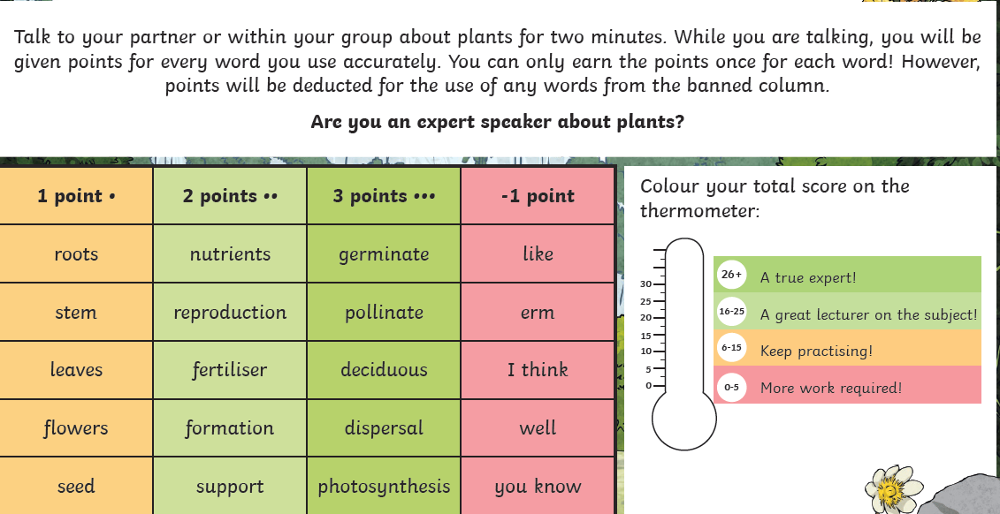 Talk to your partner or within your group about plants for two minutes. While you are talking, you will be
given points for every word you use accurately. You can only earn the points once for each word! However,
points will be deducted for the use of any words from the banned column.
Are you an expert speaker about plants?
1 point • 2 points •• 3 points ••• -1 point
roots nutrients germinate like
stem reproduction pollinate erm
leaves fertiliser deciduous I think
flowers formation dispersal well
seed support photosynthesis you know
Colour your total score on the
thermometer:
30
25
20
15
10
5
0
26+ A true expert!
16-25 A great lecturer on the subject!
6-15 Keep practising!
0-5 More work required!